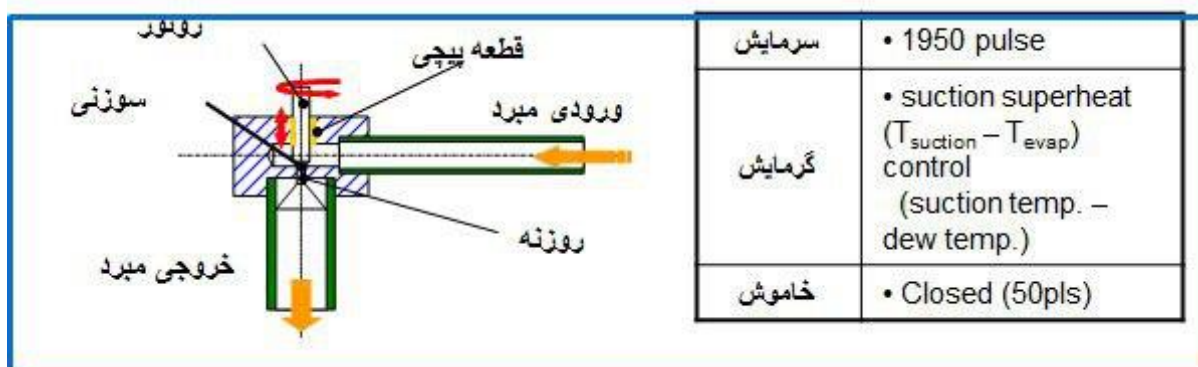 روتور
قطعه پیچی
سوزنی
ورودی مبرد
روزنه
خروجی مبرد
سرمایش
• 1950 pulse
گرمایش
• suction superheat
(Tsuction – Tevap)
control
(suction temp. –
dew temp.)
خاموش
• Closed (50pls)